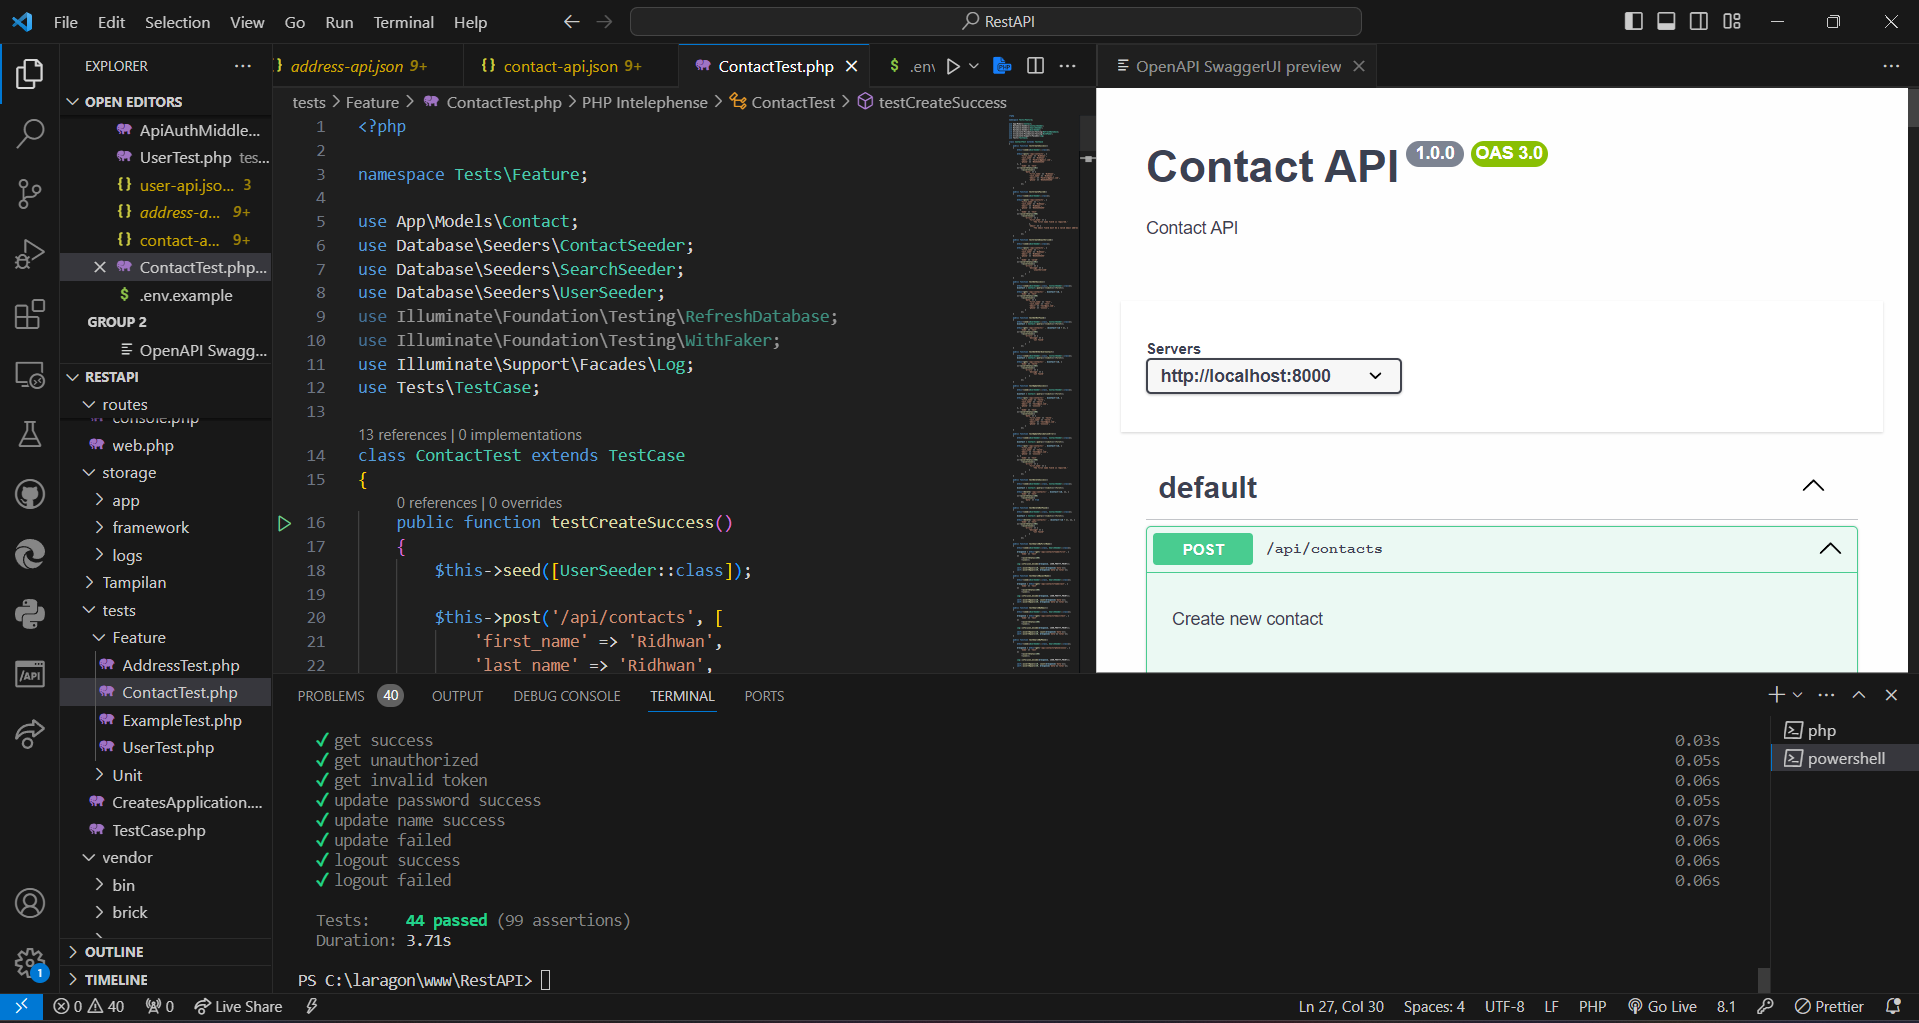 File Edit Selection View Go Run Terminal Help
RestAPI
EXPLORER
OPEN EDITORS
ApiAuthMiddle...
UserTest.php tes...
{} user-api.jso... 3
{} address-a... 9+
{} contact-a... 9+
ContactTest.php...
$ .env.example
GROUP 2
OpenAPI Swagg...
RESTAPI
routes
console.php
web.php
storage
app
framework
logs
Tampilan
tests
Feature
AddressTest.php
ContactTest.php
ExampleTest.php
UserTest.php
Unit
CreatesApplication....
TestCase.php
vendor
bin
brick
OUTLINE
TIMELINE
address-api.json 9+
{} contact-api.json 9+
ContactTest.php
$ .env
tests > Feature > ContactTest.php > PHP Intelephense > ContactTest > testCreateSuccess
1 <?php
2
3 namespace Tests\Feature;
4
5 use App\Models\Contact;
6 use Database\Seeders\ContactSeeder;
7 use Database\Seeders\SearchSeeder;
8 use Database\Seeders\UserSeeder;
9 use Illuminate\Foundation\Testing\RefreshDatabase;
10 use Illuminate\Foundation\Testing\WithFaker;
11 use Illuminate\Support\Facades\Log;
12 use Tests\TestCase;
13
13 references | 0 implementations
14 class ContactTest extends TestCase
15 {
0 references | 0 overrides
16 public function testCreateSuccess()
17 {
18 $this->seed([UserSeeder::class]);
19
20 $this->post('/api/contacts', [
21 'first_name' => 'Ridhwan',
22 'last_name' => 'Ridhwan',
OpenAPI SwaggerUI preview
Contact API 1.0.0 OAS 3.0
Contact API
Servers
http://localhost:8000
default
POST /api/contacts
Create new contact
PROBLEMS 40 OUTPUT DEBUG CONSOLE TERMINAL PORTS
✓ get success 0.03s
✓ get unauthorized 0.05s
✓ get invalid token 0.06s
✓ update password success 0.05s
✓ update name success 0.07s
✓ update failed 0.06s
✓ logout success 0.06s
✓ logout failed 0.06s
Tests: 44 passed (99 assertions)
Duration: 3.71s
PS C:\laragon\www\RestAPI>
php
powershell
1
0 40 0 Live Share
Ln 27, Col 30 Spaces: 4 UTF-8 LF PHP Go Live 8.1 Prettier